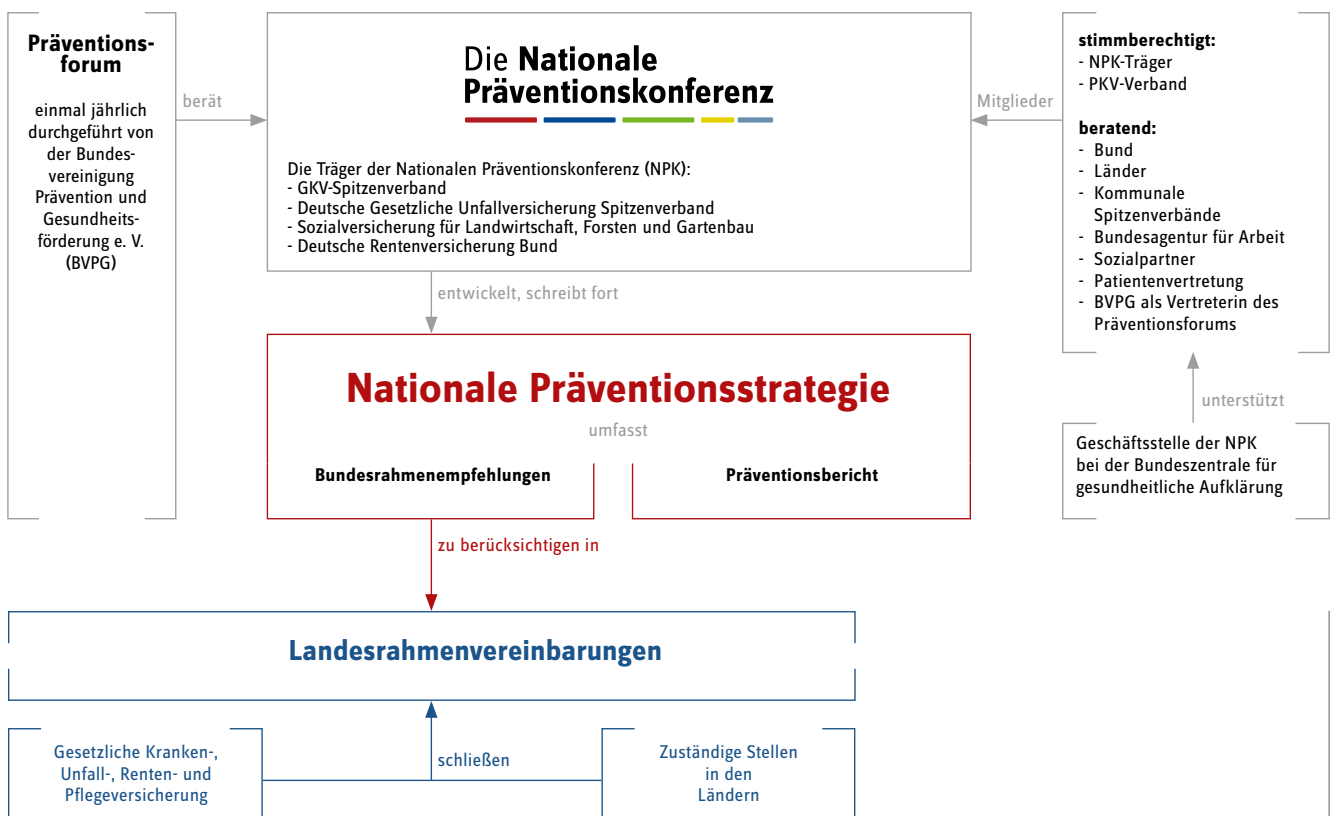 Präventions-
forum
einmal jährlich
durchgeführt von
der Bundes-
vereinigung
Prävention und
Gesundheits-
förderung e. V.
(BVPG)
berät
Die Nationale
Präventionskonferenz
Die Träger der Nationalen Präventionskonferenz (NPK):
- GKV-Spitzenverband
- Deutsche Gesetzliche Unfallversicherung Spitzenverband
- Sozialversicherung für Landwirtschaft, Forsten und Gartenbau
- Deutsche Rentenversicherung Bund
Mitglieder
stimmberechtigt:
- NPK-Träger
- PKV-Verband
beratend:
- Bund
- Länder
- Kommunale
Spitzenverbände
- Bundesagentur für Arbeit
- Sozialpartner
- Patientenvertretung
- BVPG als Vertreterin des
Präventionsforums
unterstützt
Geschäftsstelle der NPK
bei der Bundeszentrale für
gesundheitliche Aufklärung
entwickelt, schreibt fort
Nationale Präventionsstrategie
umfasst
Bundesrahmenempfehlungen
Präventionsbericht
zu berücksichtigen in
Landesrahmenvereinbarungen
Gesetzliche Kranken-,
Unfall-, Renten- und
Pflegeversicherung
schließen
Zuständige Stellen
in den
Ländern